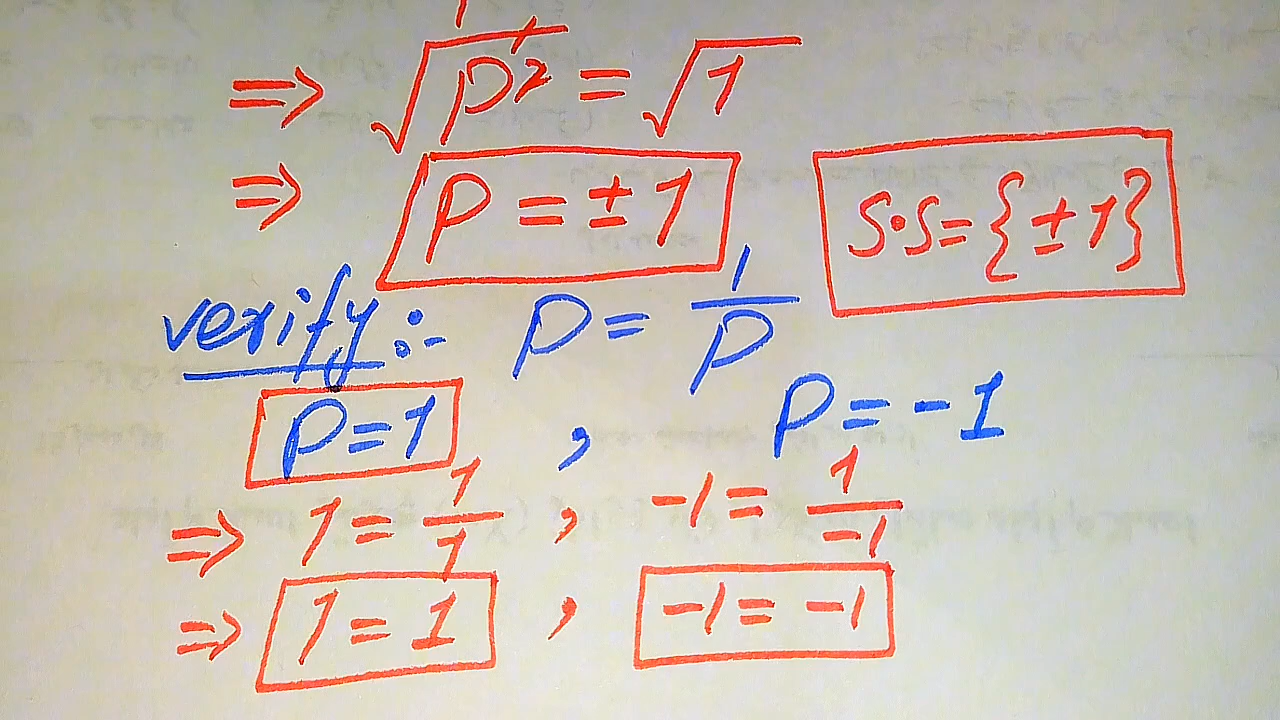 ⇒ √p² = √1
⇒ P = ±1
S.S = {±1}
verify:- P = 1/P
P = 1 , P = -1
⇒ 1 = 1/1 , -1 = 1/-1
⇒ 1 = 1 , -1 = -1